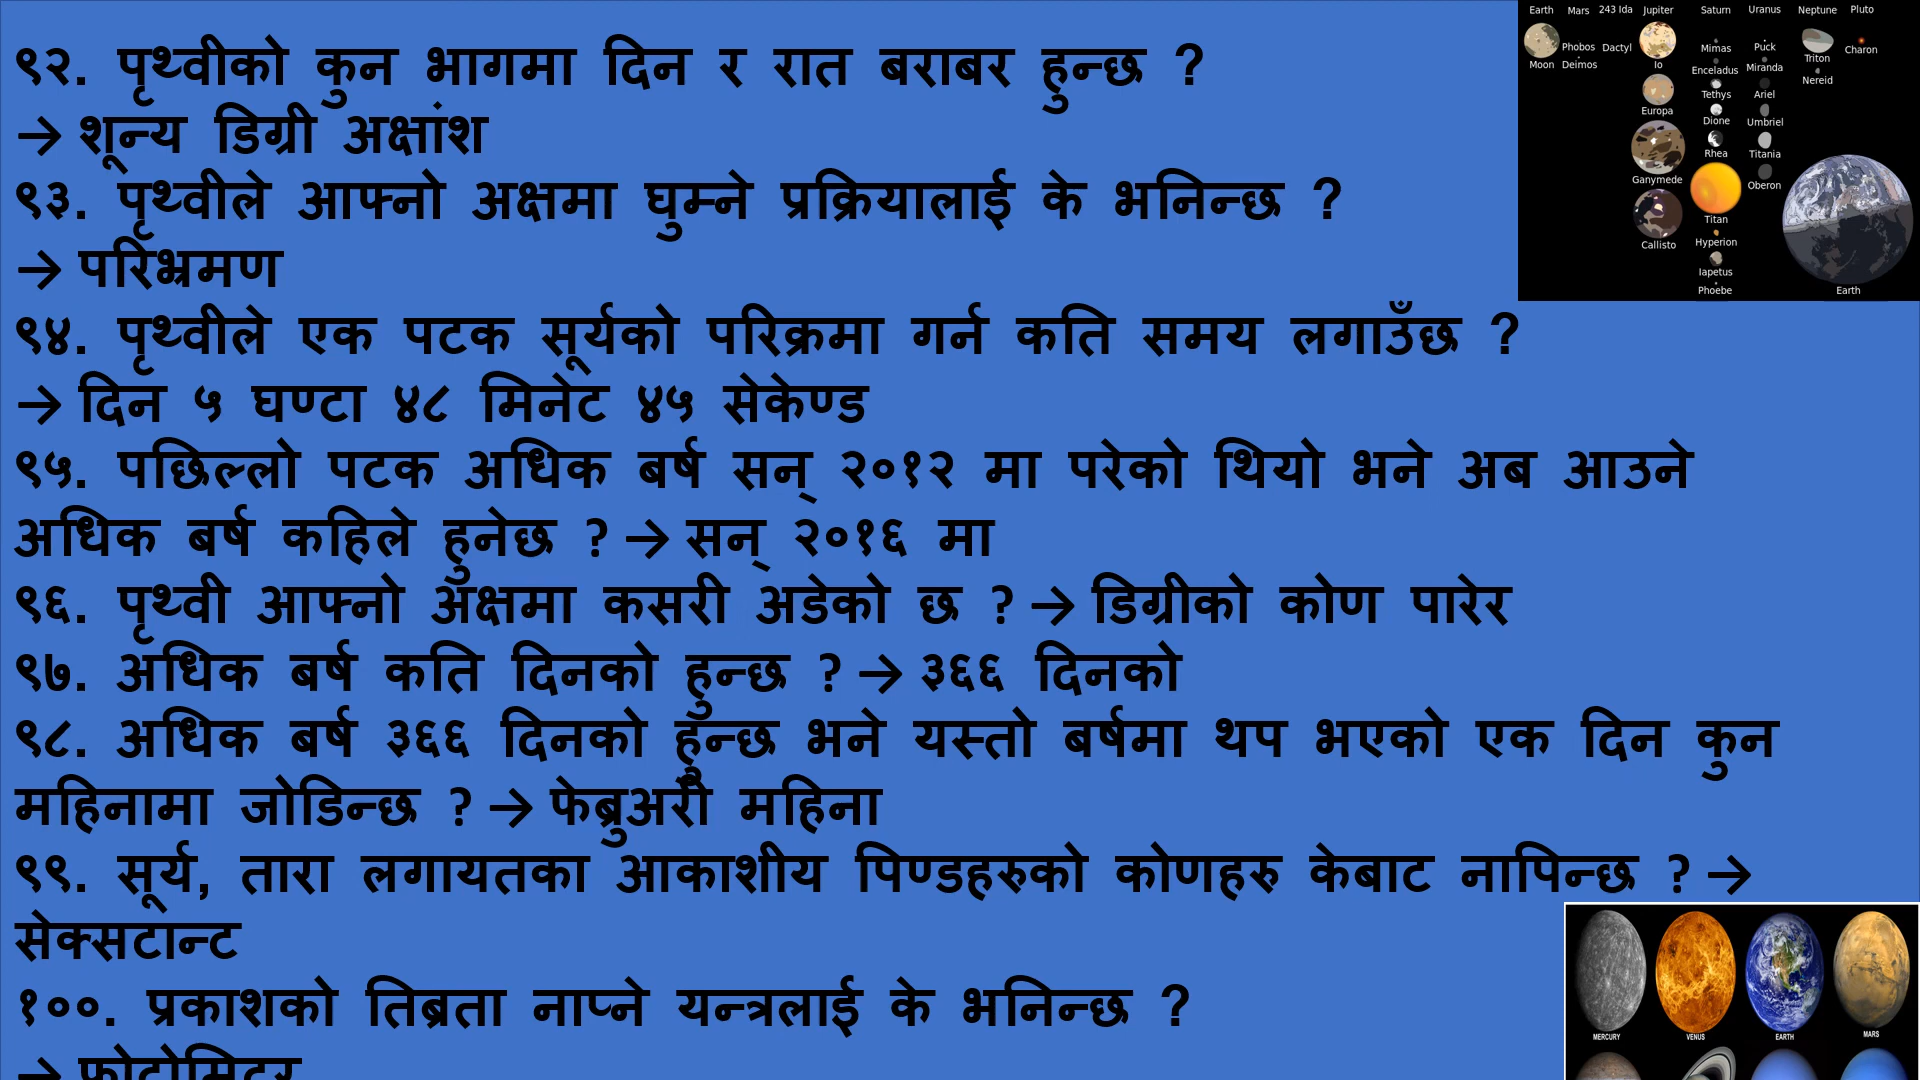 ९२. पृथ्वीको कुन भागमा दिन र रात बराबर हुन्छ ?
→ शून्य डिग्री अक्षांश
९३. पृथ्वीले आफ्नो अक्षमा घुम्ने प्रक्रियालाई के भनिन्छ ?
→ परिभ्रमण
९४. पृथ्वीले एक पटक सूर्यको परिक्रमा गर्न कति समय लगाउँछ ?
→ दिन ५ घण्टा ४८ मिनेट ४५ सेकेण्ड
९५. पछिल्लो पटक अधिक बर्ष सन् २०१२ मा परेको थियो भने अब आउने
अधिक बर्ष कहिले हुनेछ ? → सन् २०१६ मा
९६. पृथ्वी आफ्नो अक्षमा कसरी अडेको छ ? → डिग्रीको कोण पारेर
९७. अधिक बर्ष कति दिनको हुन्छ ? → ३६६ दिनको
९८. अधिक बर्ष ३६६ दिनको हुन्छ भने यस्तो बर्षमा थप भएको एक दिन कुन
महिनामा जोडिन्छ ? → फेब्रुअरी महिना
९९. सूर्य, तारा लगायतका आकाशीय पिण्डहरुको कोणहरु केबाट नापिन्छ ? →
सेक्सटान्ट
१००. प्रकाशको तिब्रता नाप्ने यन्त्रलाई के भनिन्छ ?
→ फोटोमिटर
Earth Mars 243 Ida Jupiter Saturn Uranus Neptune Pluto
Moon
Phobos
Deimos
Dactyl
Io
Europa
Ganymede
Callisto
Mimas
Enceladus
Tethys
Dione
Rhea
Titan
Hyperion
Iapetus
Phoebe
Puck
Miranda
Ariel
Umbriel
Titania
Oberon
Triton
Nereid
Charon
Earth
MERCURY VENUS EARTH MARS